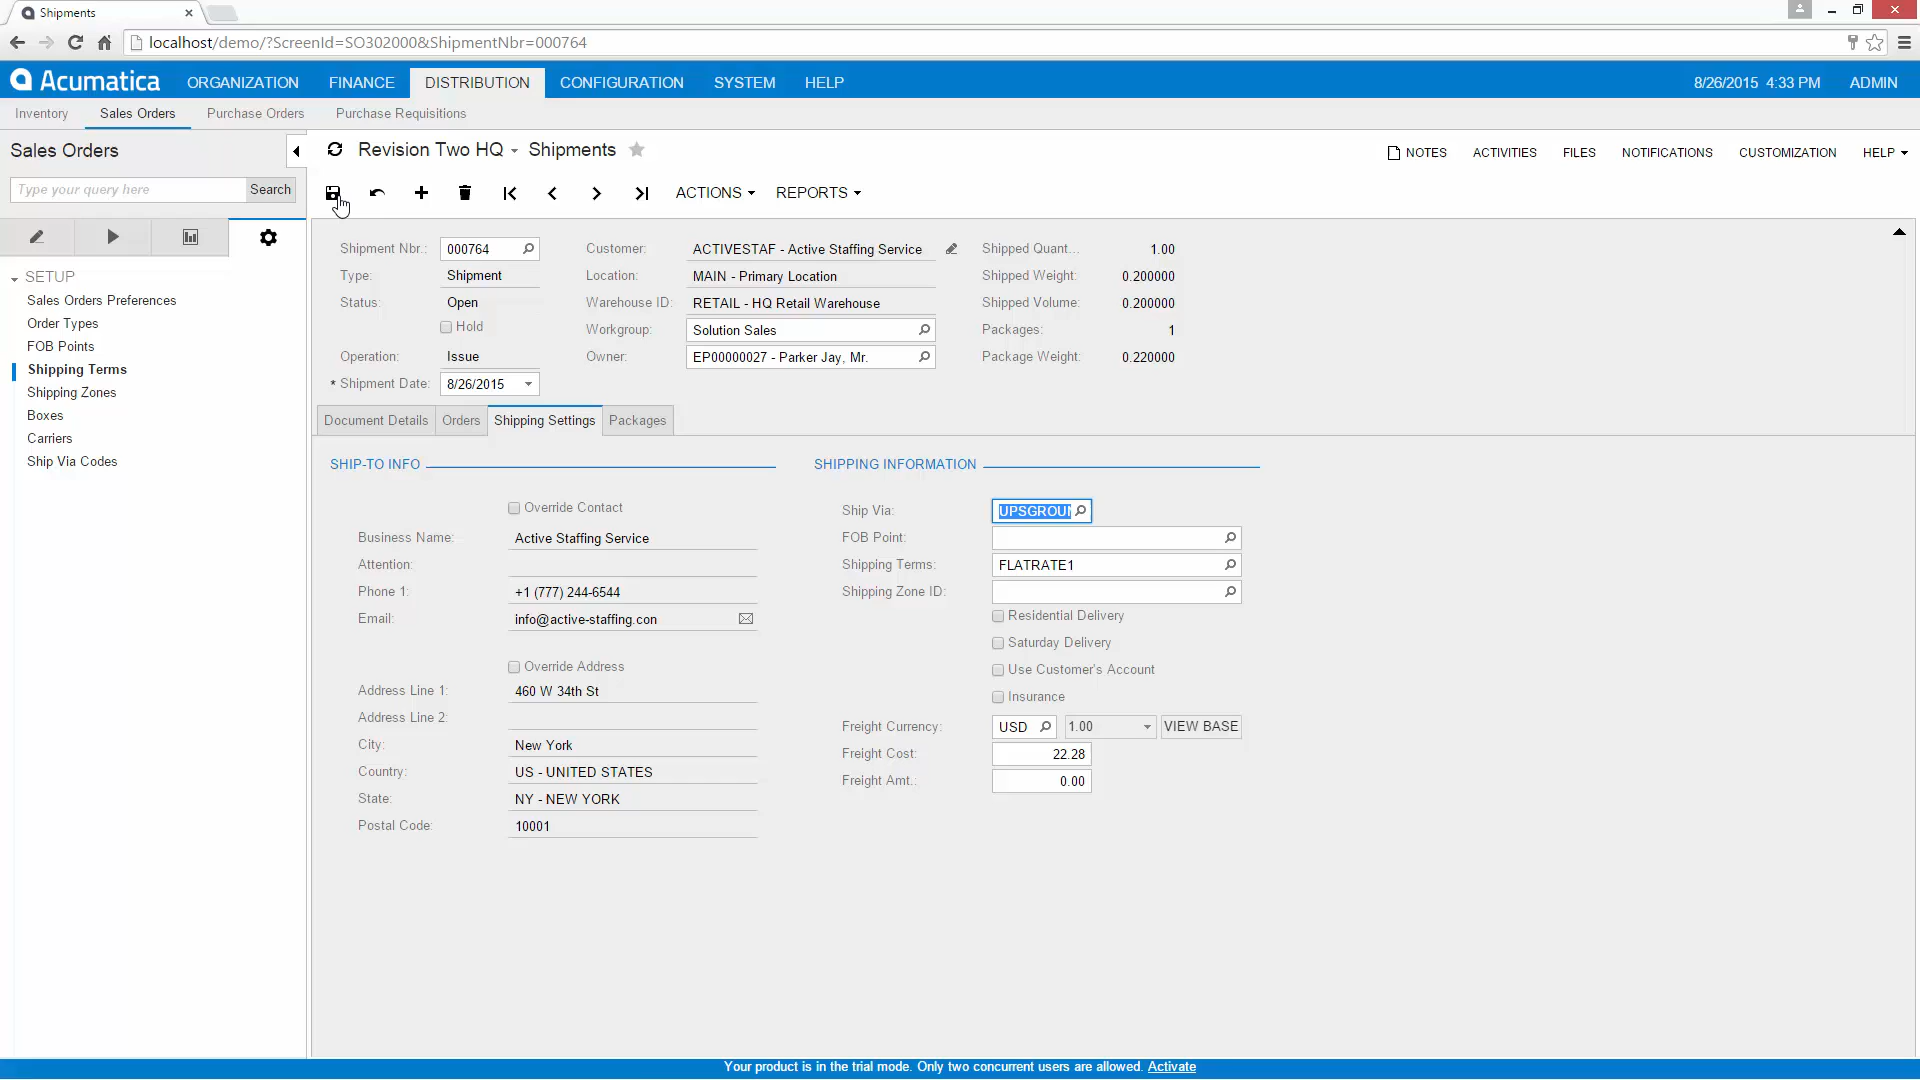 Shipments
localhost/demo/?ScreenId=SO302000&ShipmentNbr=000764
Acumatica ORGANIZATION FINANCE DISTRIBUTION CONFIGURATION SYSTEM HELP 8/26/2015 4:33 PM ADMIN
Inventory Sales Orders Purchase Orders Purchase Requisitions
Sales Orders
Type your query here Search
SETUP
Sales Orders Preferences
Order Types
FOB Points
Shipping Terms
Shipping Zones
Boxes
Carriers
Ship Via Codes
Revision Two HQ Shipments
NOTES ACTIVITIES FILES NOTIFICATIONS CUSTOMIZATION HELP
ACTIONS REPORTS
Shipment Nbr.: 000764 Customer: ACTIVESTAF - Active Staffing Service Shipped Quant... 1.00
Type: Shipment Location: MAIN - Primary Location Shipped Weight: 0.200000
Status: Open Warehouse ID: RETAIL - HQ Retail Warehouse Shipped Volume: 0.200000
Hold Workgroup: Solution Sales Packages: 1
Operation: Issue Owner: EP00000027 - Parker Jay, Mr. Package Weight: 0.220000
* Shipment Date: 8/26/2015
Document Details Orders Shipping Settings Packages
SHIP-TO INFO
Override Contact
Business Name: Active Staffing Service
Attention:
Phone 1: +1 (777) 244-6544
Email: info@active-staffing.con
Override Address
Address Line 1: 460 W 34th St
Address Line 2:
City: New York
Country: US - UNITED STATES
State: NY - NEW YORK
Postal Code: 10001
SHIPPING INFORMATION
Ship Via: UPSGROUN
FOB Point:
Shipping Terms: FLATRATE1
Shipping Zone ID:
Residential Delivery
Saturday Delivery
Use Customer's Account
Insurance
Freight Currency: USD 1.00 VIEW BASE
Freight Cost: 22.28
Freight Amt.: 0.00
Your product is in the trial mode. Only two concurrent users are allowed. Activate